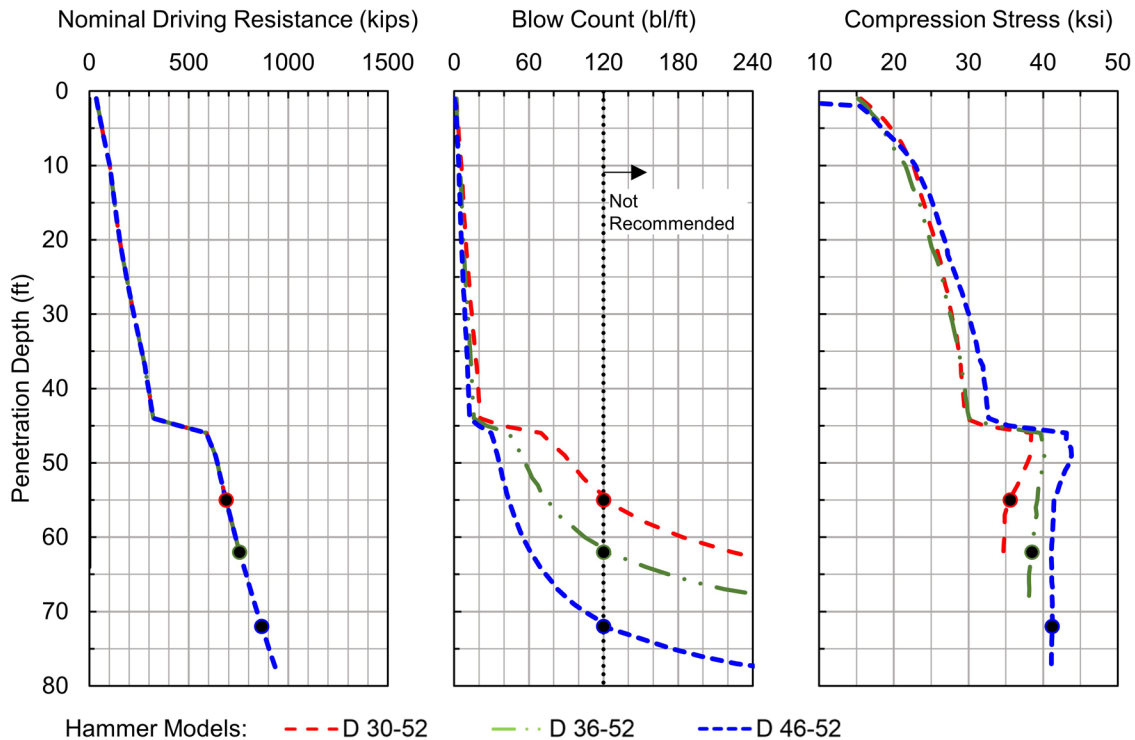 Nominal Driving Resistance (kips)
Blow Count (bl/ft)
Compression Stress (ksi)
0 500 1000 1500
0 60 120 180 240
10 20 30 40 50
0
10
20
30
40
50
60
70
80
Penetration Depth (ft)
Not
Recommended
Hammer Models: D 30-52 D 36-52 D 46-52